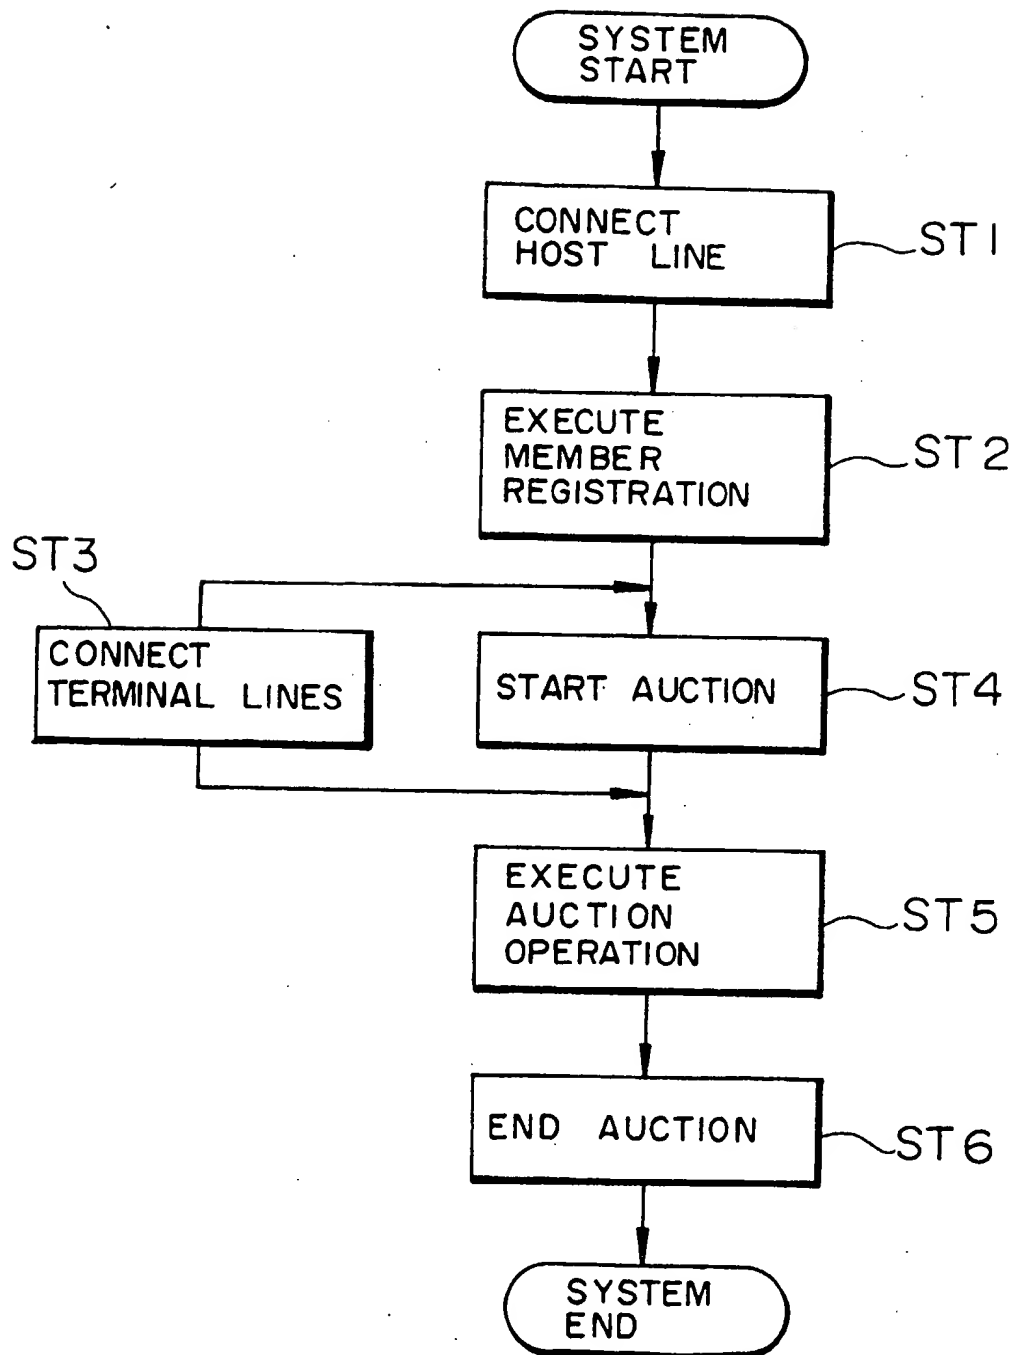 SYSTEM
START
CONNECT
HOST LINE
ST1
EXECUTE
MEMBER
REGISTRATION
ST2
ST3
CONNECT
TERMINAL LINES
START AUCTION
ST4
EXECUTE
AUCTION
OPERATION
ST5
END AUCTION
ST6
SYSTEM
END